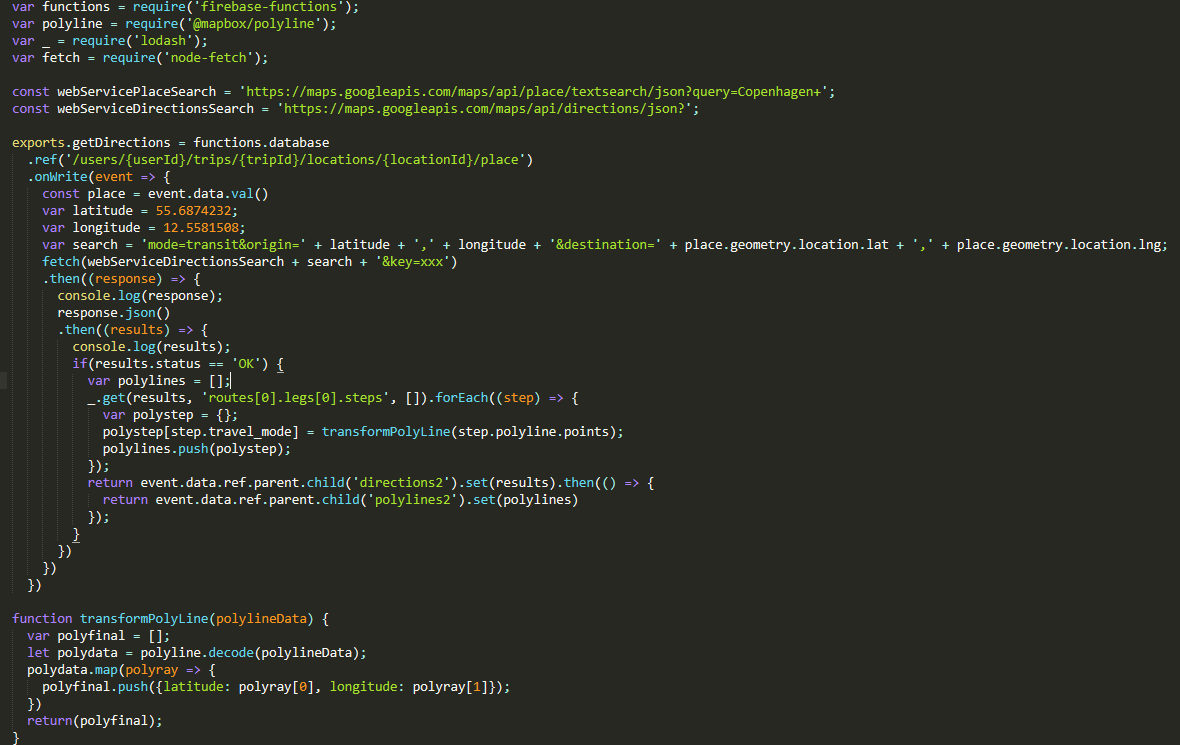 var functions = require('firebase-functions');
var polyline = require('@mapbox/polyline');
var _ = require('lodash');
var fetch = require('node-fetch');

const webServicePlaceSearch = 'https://maps.googleapis.com/maps/api/place/textsearch/json?query=Copenhagen+';
const webServiceDirectionsSearch = 'https://maps.googleapis.com/maps/api/directions/json?';

exports.getDirections = functions.database
  .ref('/users/{userId}/trips/{tripId}/locations/{locationId}/place')
  .onWrite(event => {
    const place = event.data.val()
    var latitude = 55.6874232;
    var longitude = 12.5581508;
    var search = 'mode=transit&origin=' + latitude + ',' + longitude + '&destination=' + place.geometry.location.lat + ',' + place.geometry.location.lng;
    fetch(webServiceDirectionsSearch + search + '&key=xxx')
    .then((response) => {
      console.log(response);
      response.json()
      .then((results) => {
        console.log(results);
        if(results.status == 'OK') {
          var polylines = [];
          _.get(results, 'routes[0].legs[0].steps', []).forEach((step) => {
            var polystep = {};
            polystep[step.travel_mode] = transformPolyLine(step.polyline.points);
            polylines.push(polystep);
          });
          return event.data.ref.parent.child('directions2').set(results).then(() => {
            return event.data.ref.parent.child('polylines2').set(polylines)
          });
        }
      })
    })
  })

function transformPolyLine(polylineData) {
  var polyfinal = [];
  let polydata = polyline.decode(polylineData);
  polydata.map(polyray => {
    polyfinal.push({latitude: polyray[0], longitude: polyray[1]});
  })
  return(polyfinal);
}